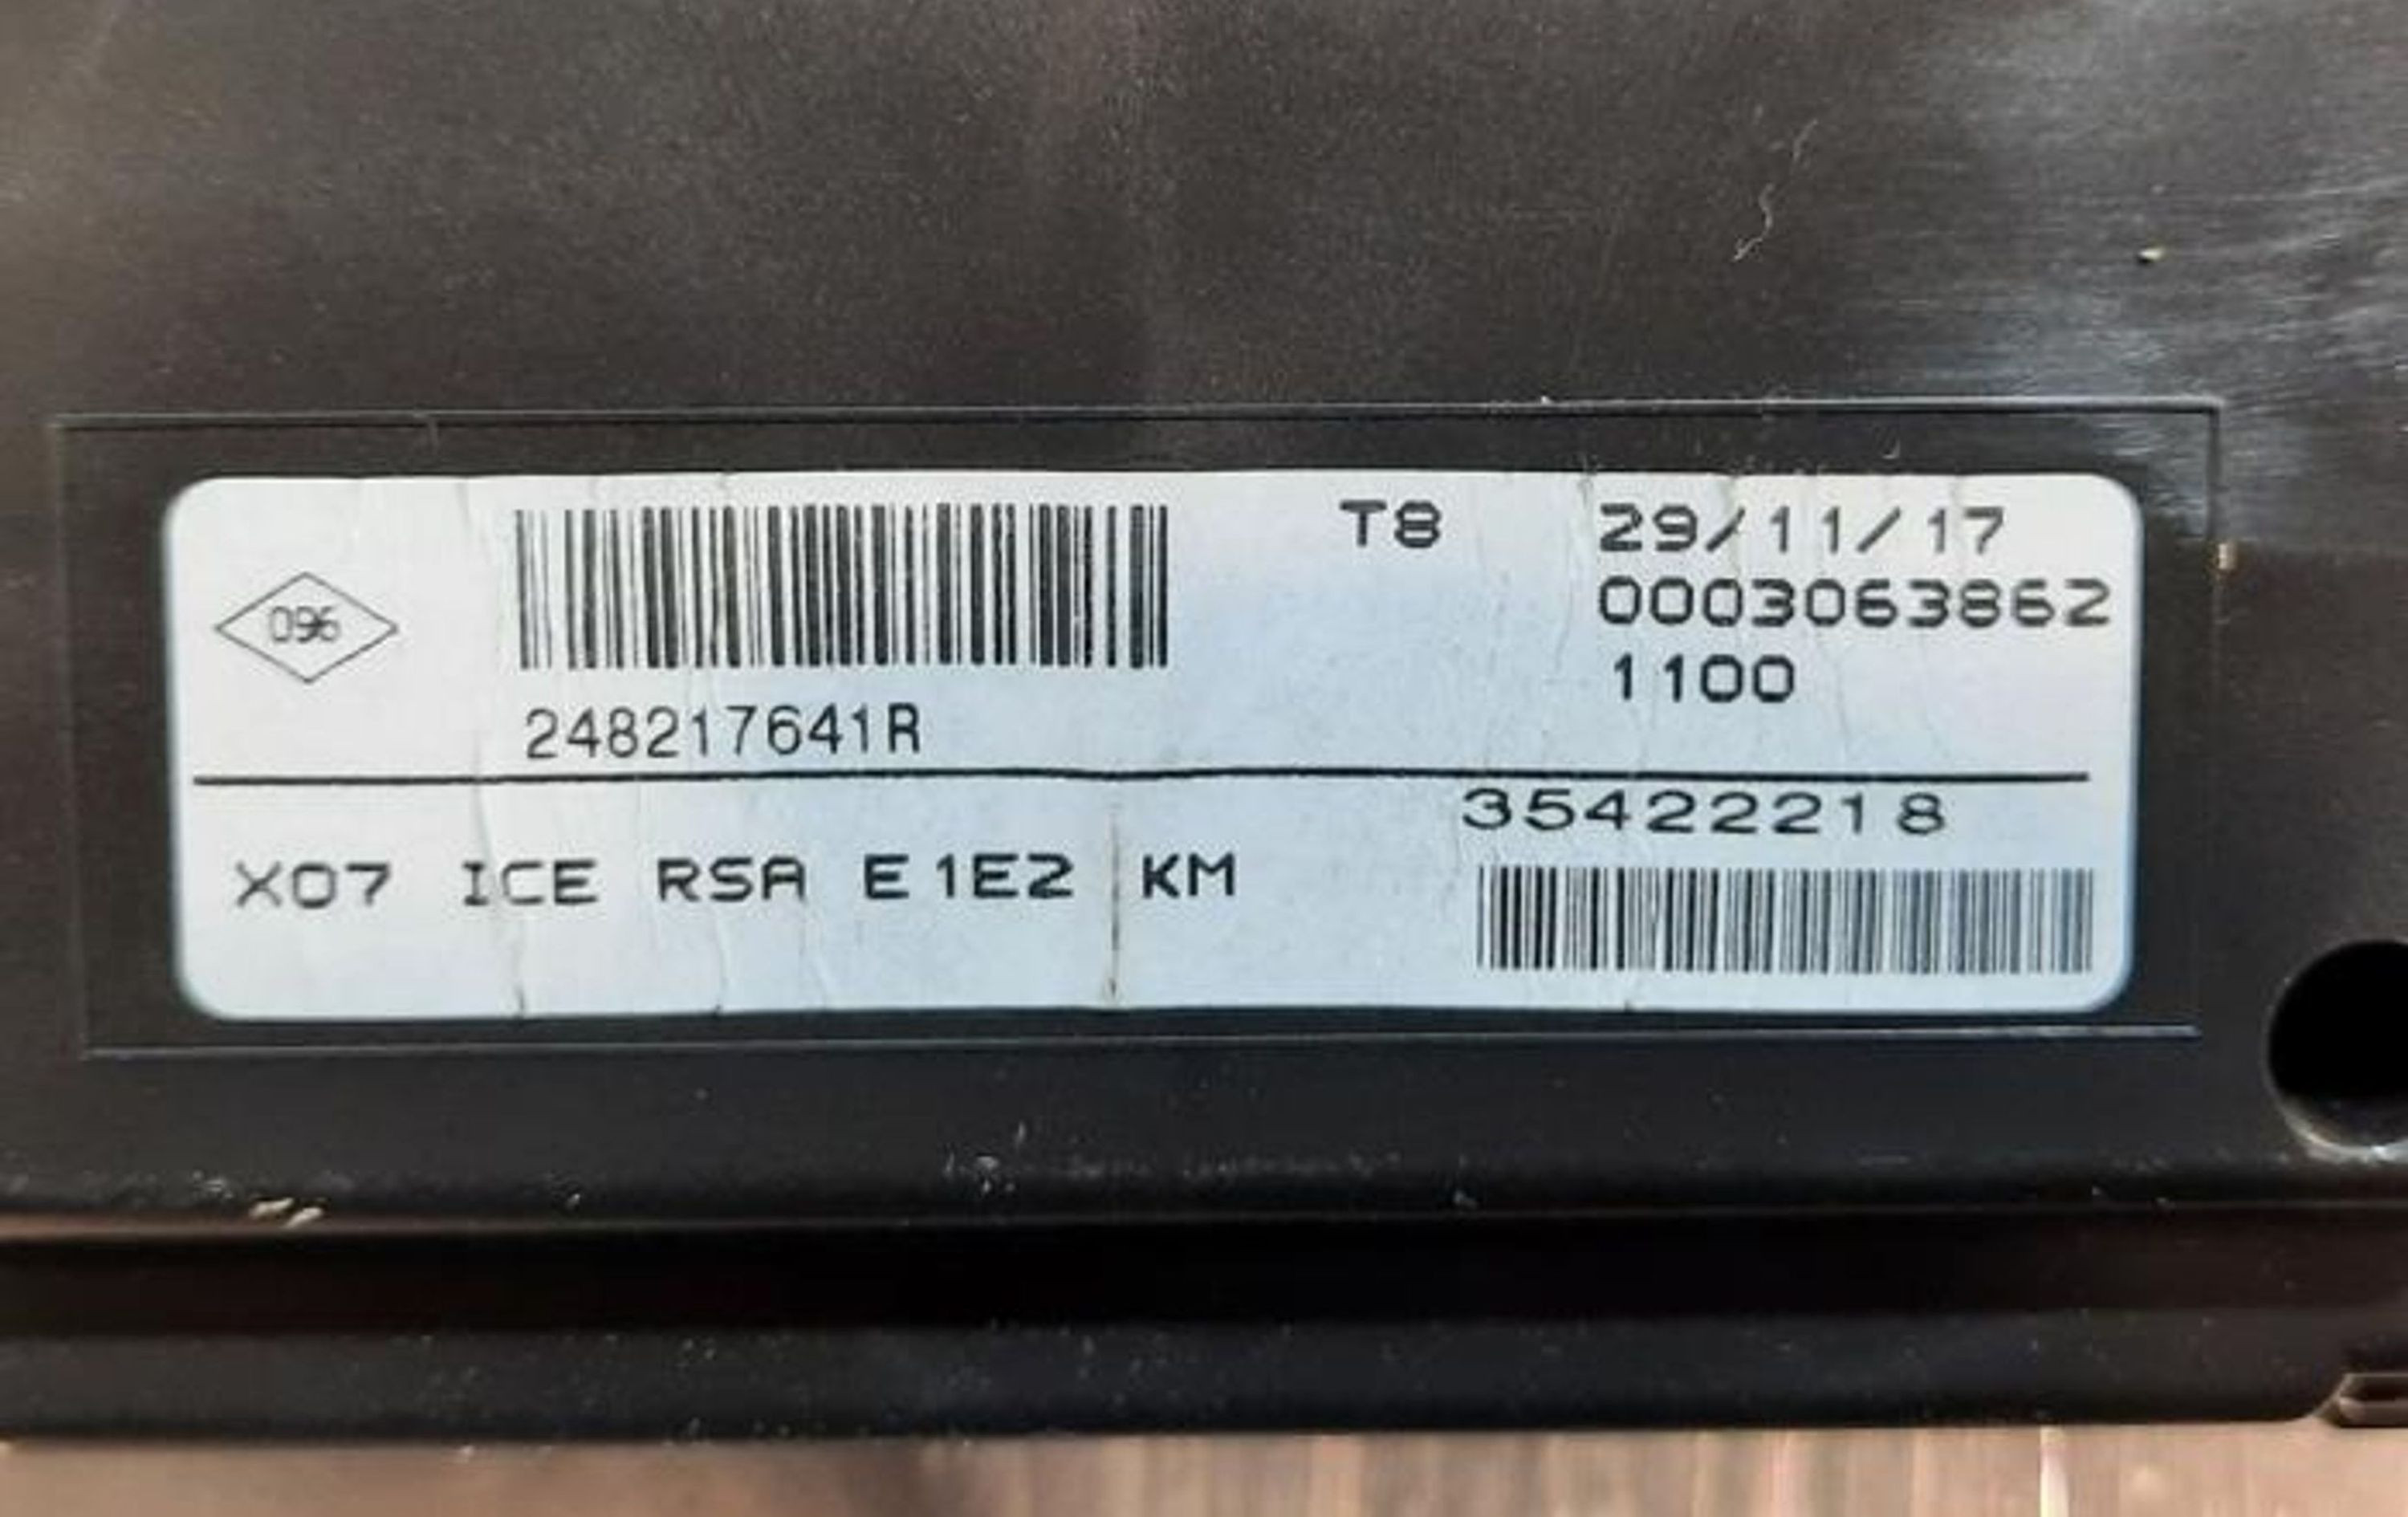 096
248217641R
T8
29/11/17
0003063862
1100
X07 ICE RSA E1E2 KM
35422218